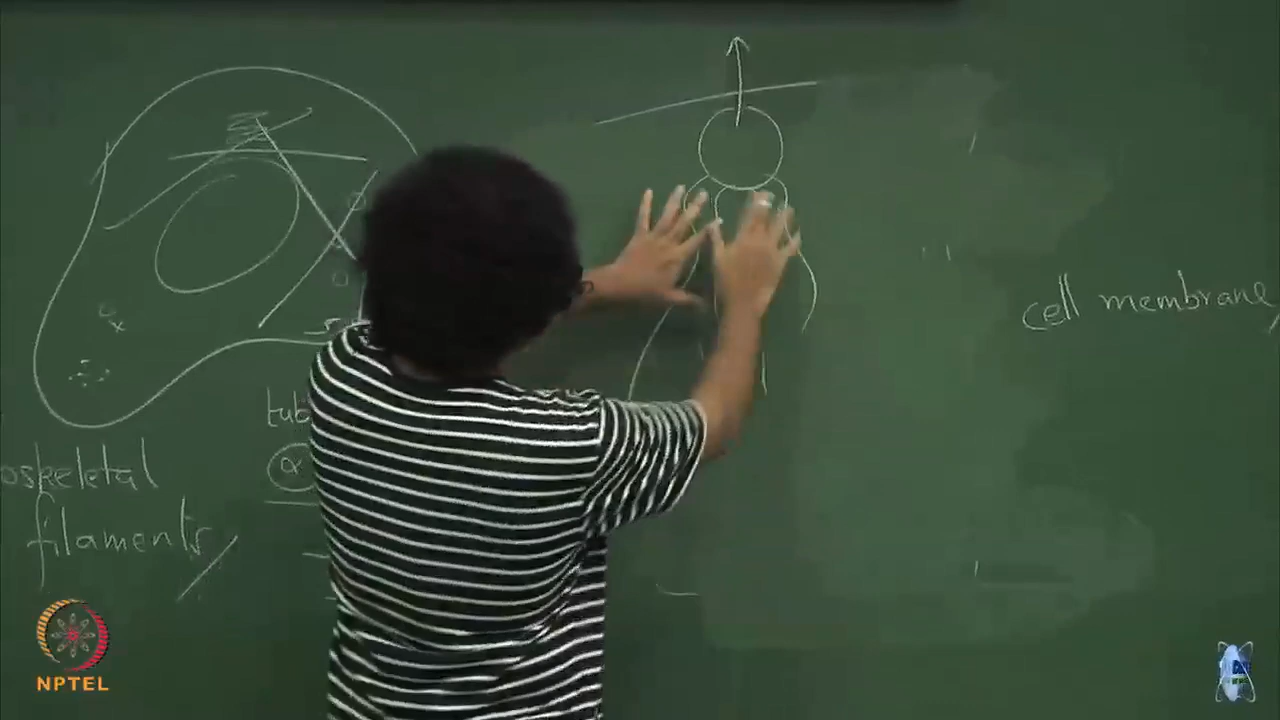 oskeletal
filaments
tub
α
cell membrane,
NPTEL